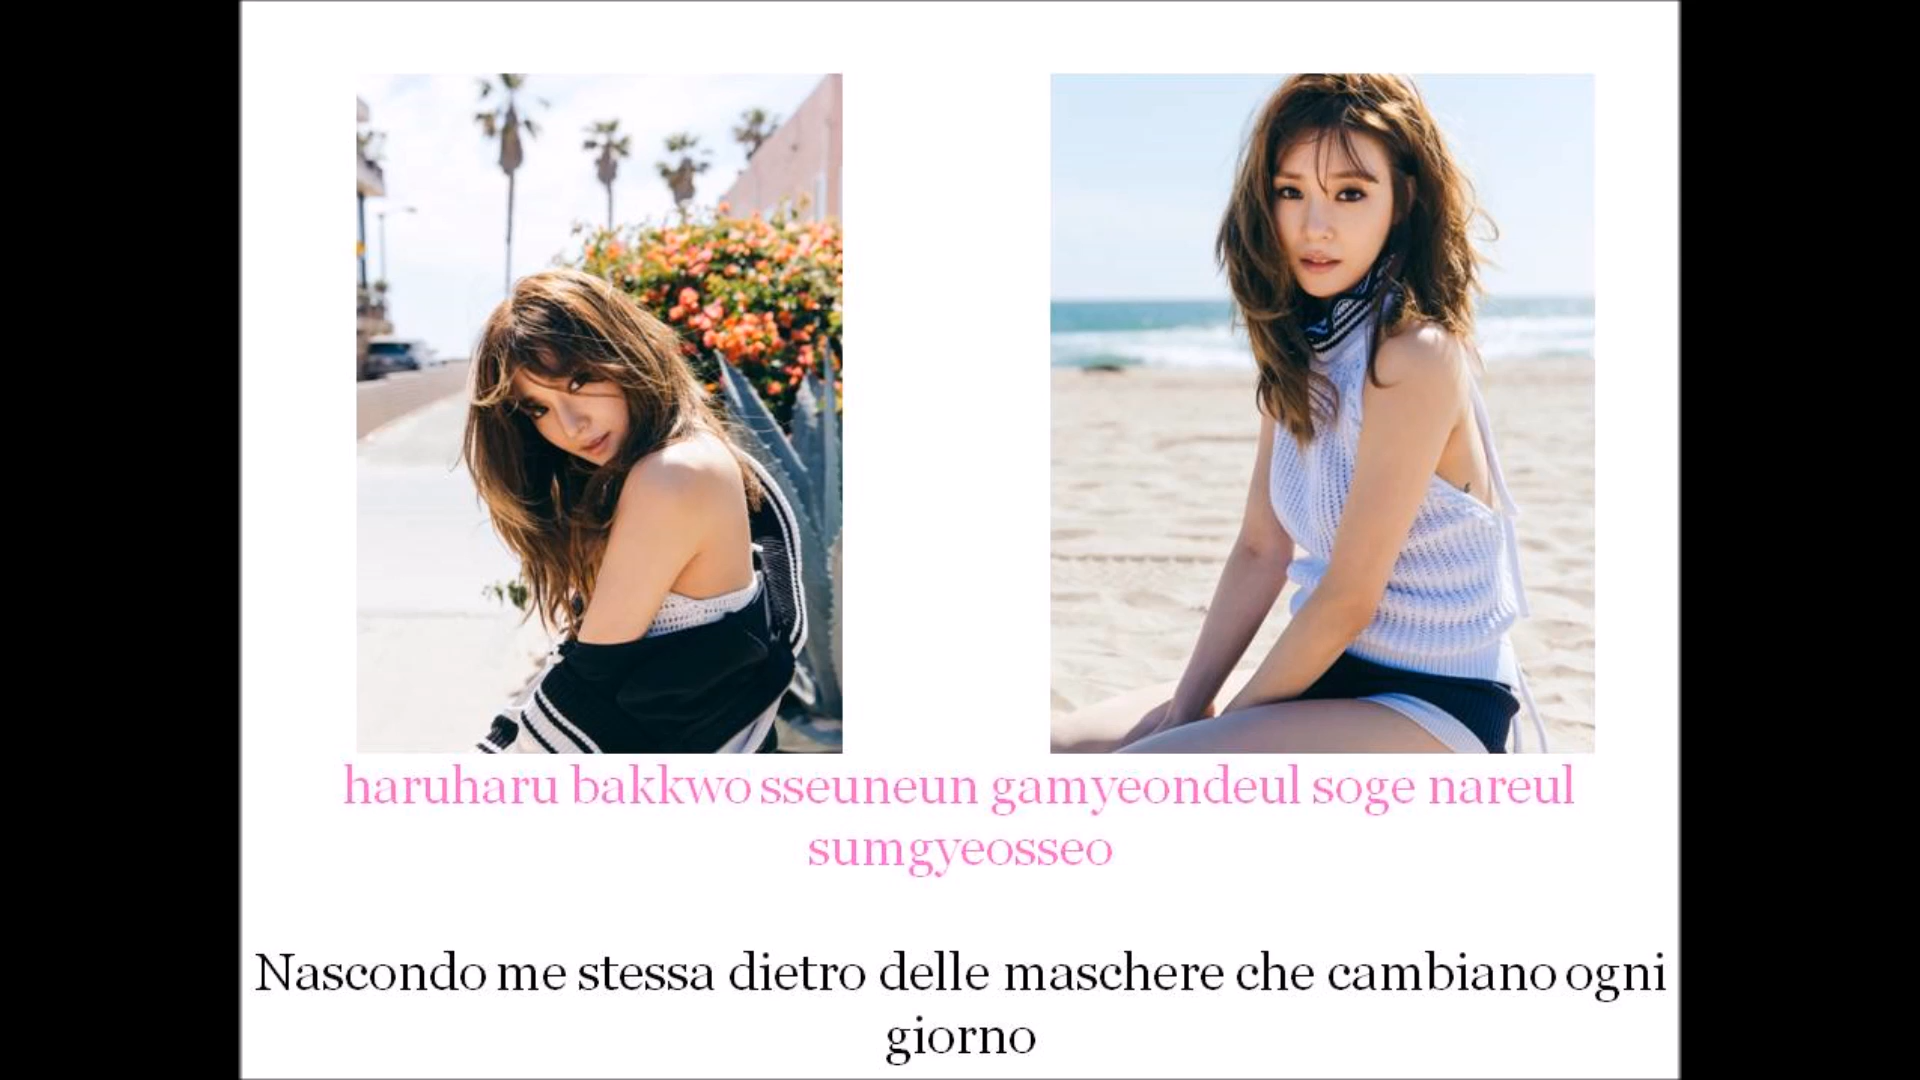 haruharu bakkwo sseuneun gamyeondeul soge nareul
sumgyeosseo
Nascondo me stessa dietro delle maschere che cambiano ogni
giorno